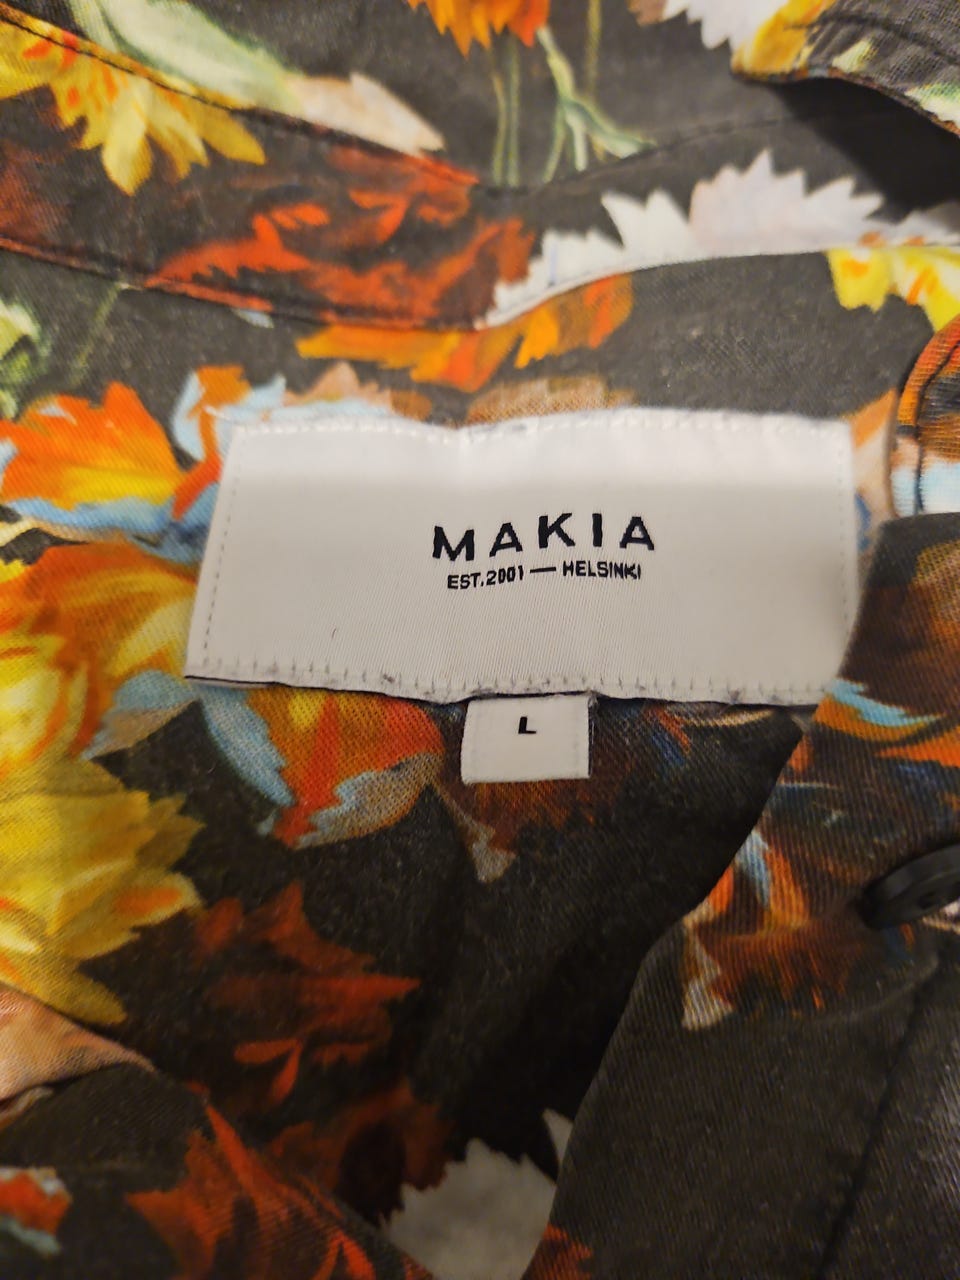 MAKIA
EST.2001 — HELSINKI
L